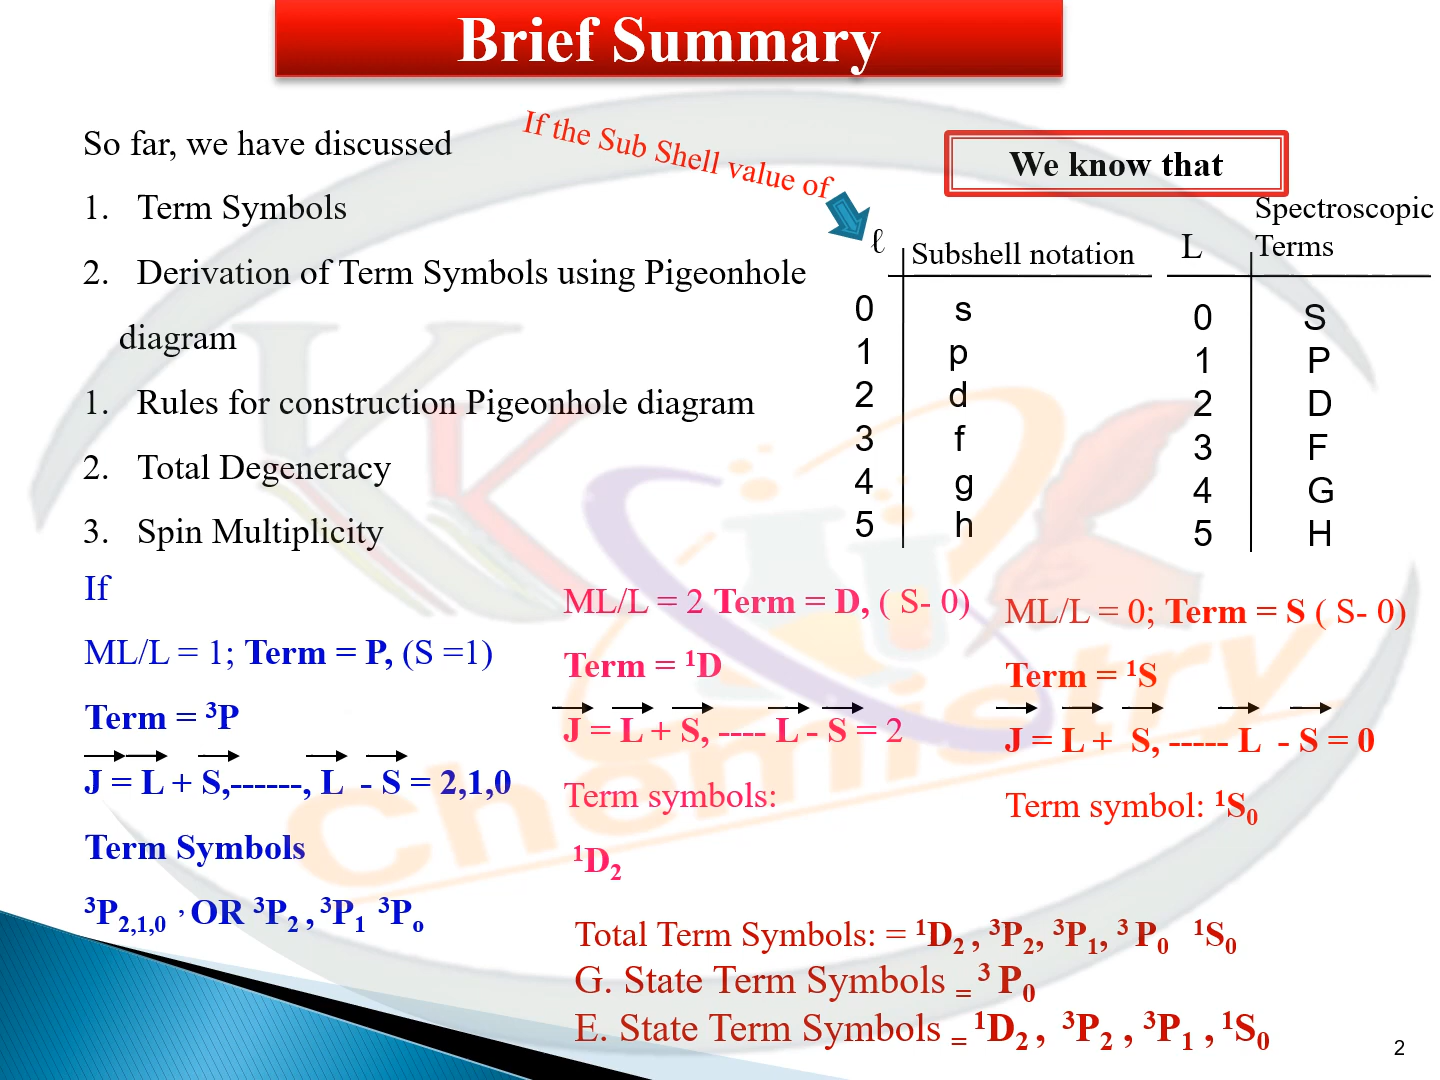 Brief Summary
So far, we have discussed
1. Term Symbols
2. Derivation of Term Symbols using Pigeonhole
diagram
1. Rules for construction Pigeonhole diagram
2. Total Degeneracy
3. Spin Multiplicity
If the Sub Shell value of
We know that
ℓ Subshell notation
0 s
1 p
2 d
3 f
4 g
5 h
L Spectroscopic
Terms
0 S
1 P
2 D
3 F
4 G
5 H
If
ML/L = 1; Term = P, (S =1)
Term = ³P
J = L + S,------, L - S = 2,1,0
Term Symbols
³P₂,₁,₀ , OR ³P₂ , ³P₁ ³Pₒ
ML/L = 2 Term = D, ( S- 0)
Term = ¹D
J = L + S, ---- L - S = 2
Term symbols:
¹D₂
ML/L = 0; Term = S ( S- 0)
Term = ¹S
J = L + S, ----- L - S = 0
Term symbol: ¹S₀
Total Term Symbols: = ¹D₂ , ³P₂, ³P₁, ³ P₀ ¹S₀
G. State Term Symbols = ³ P₀
E. State Term Symbols = ¹D₂ , ³P₂ , ³P₁ , ¹S₀
KK
Chemistry
2